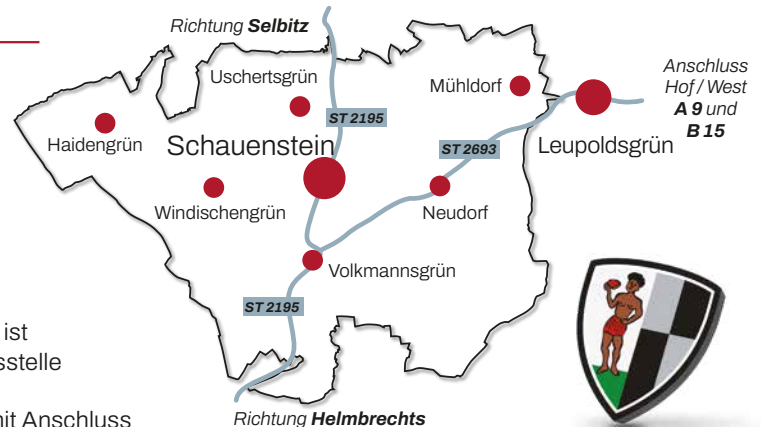 Richtung Selbitz
Uschertsgrün
Mühldorf
Anschluss
Hof / West
A 9 und
B 15
ST 2195
Haidengrün
Schauenstein
ST 2693
Leupoldsgrün
Windischengrün
Neudorf
Volkmannsgrün
ST 2195
ist
sstelle
it Anschluss
Richtung Helmbrechts